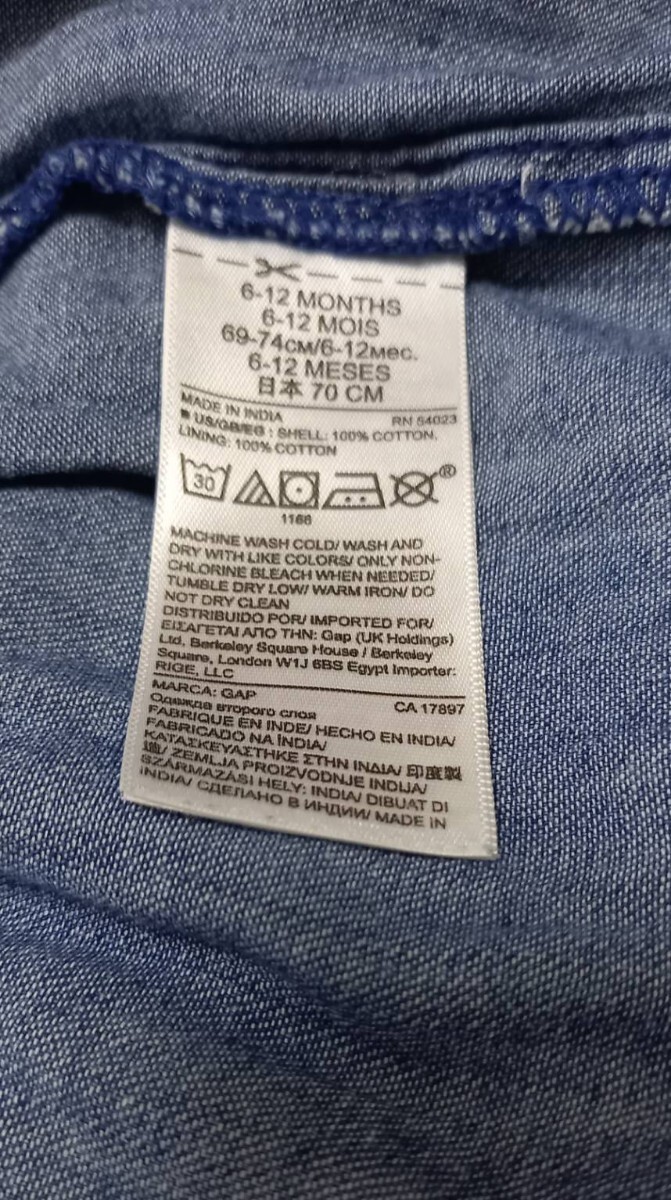 6-12 MONTHS
6-12 MOIS
69-74см/6-12мес.
6-12 MESES
日本 70 CM
MADE IN INDIA RN 54023
■ US/GB/EG : SHELL: 100% COTTON.
LINING: 100% COTTON
30 ®
1166
MACHINE WASH COLD/ WASH AND
DRY WITH LIKE COLORS/ ONLY NON-
CHLORINE BLEACH WHEN NEEDED/
TUMBLE DRY LOW/ WARM IRON/ DO
NOT DRY CLEAN
DISTRIBUIDO POR/ IMPORTED FOR/
ΕΙΣΑΓΕΤΑΙ ΑΠΟ ΤΗΝ: Gap (UK Holdings)
Ltd, Berkeley Square House / Berkeley
Square, London W1J 6BS Egypt Importer:
RIGE, LLC
MARCA: GAP CA 17897
Одежда второго слоя
FABRIQUE EN INDE/ HECHO EN INDIA/
FABRICADO NA ÍNDIA/
ΚΑΤΑΣΚΕΥΑΣΤΗΚΕ ΣΤΗΝ ΙΝΔΙΑ/ 印度製
造/ ZEMLJA PROIZVODNJE INDIJA/
SZÁRMAZÁSI HELY: INDIA/ DIBUAT DI
INDIA/ СДЕЛАНО В ИНДИИ/ MADE IN